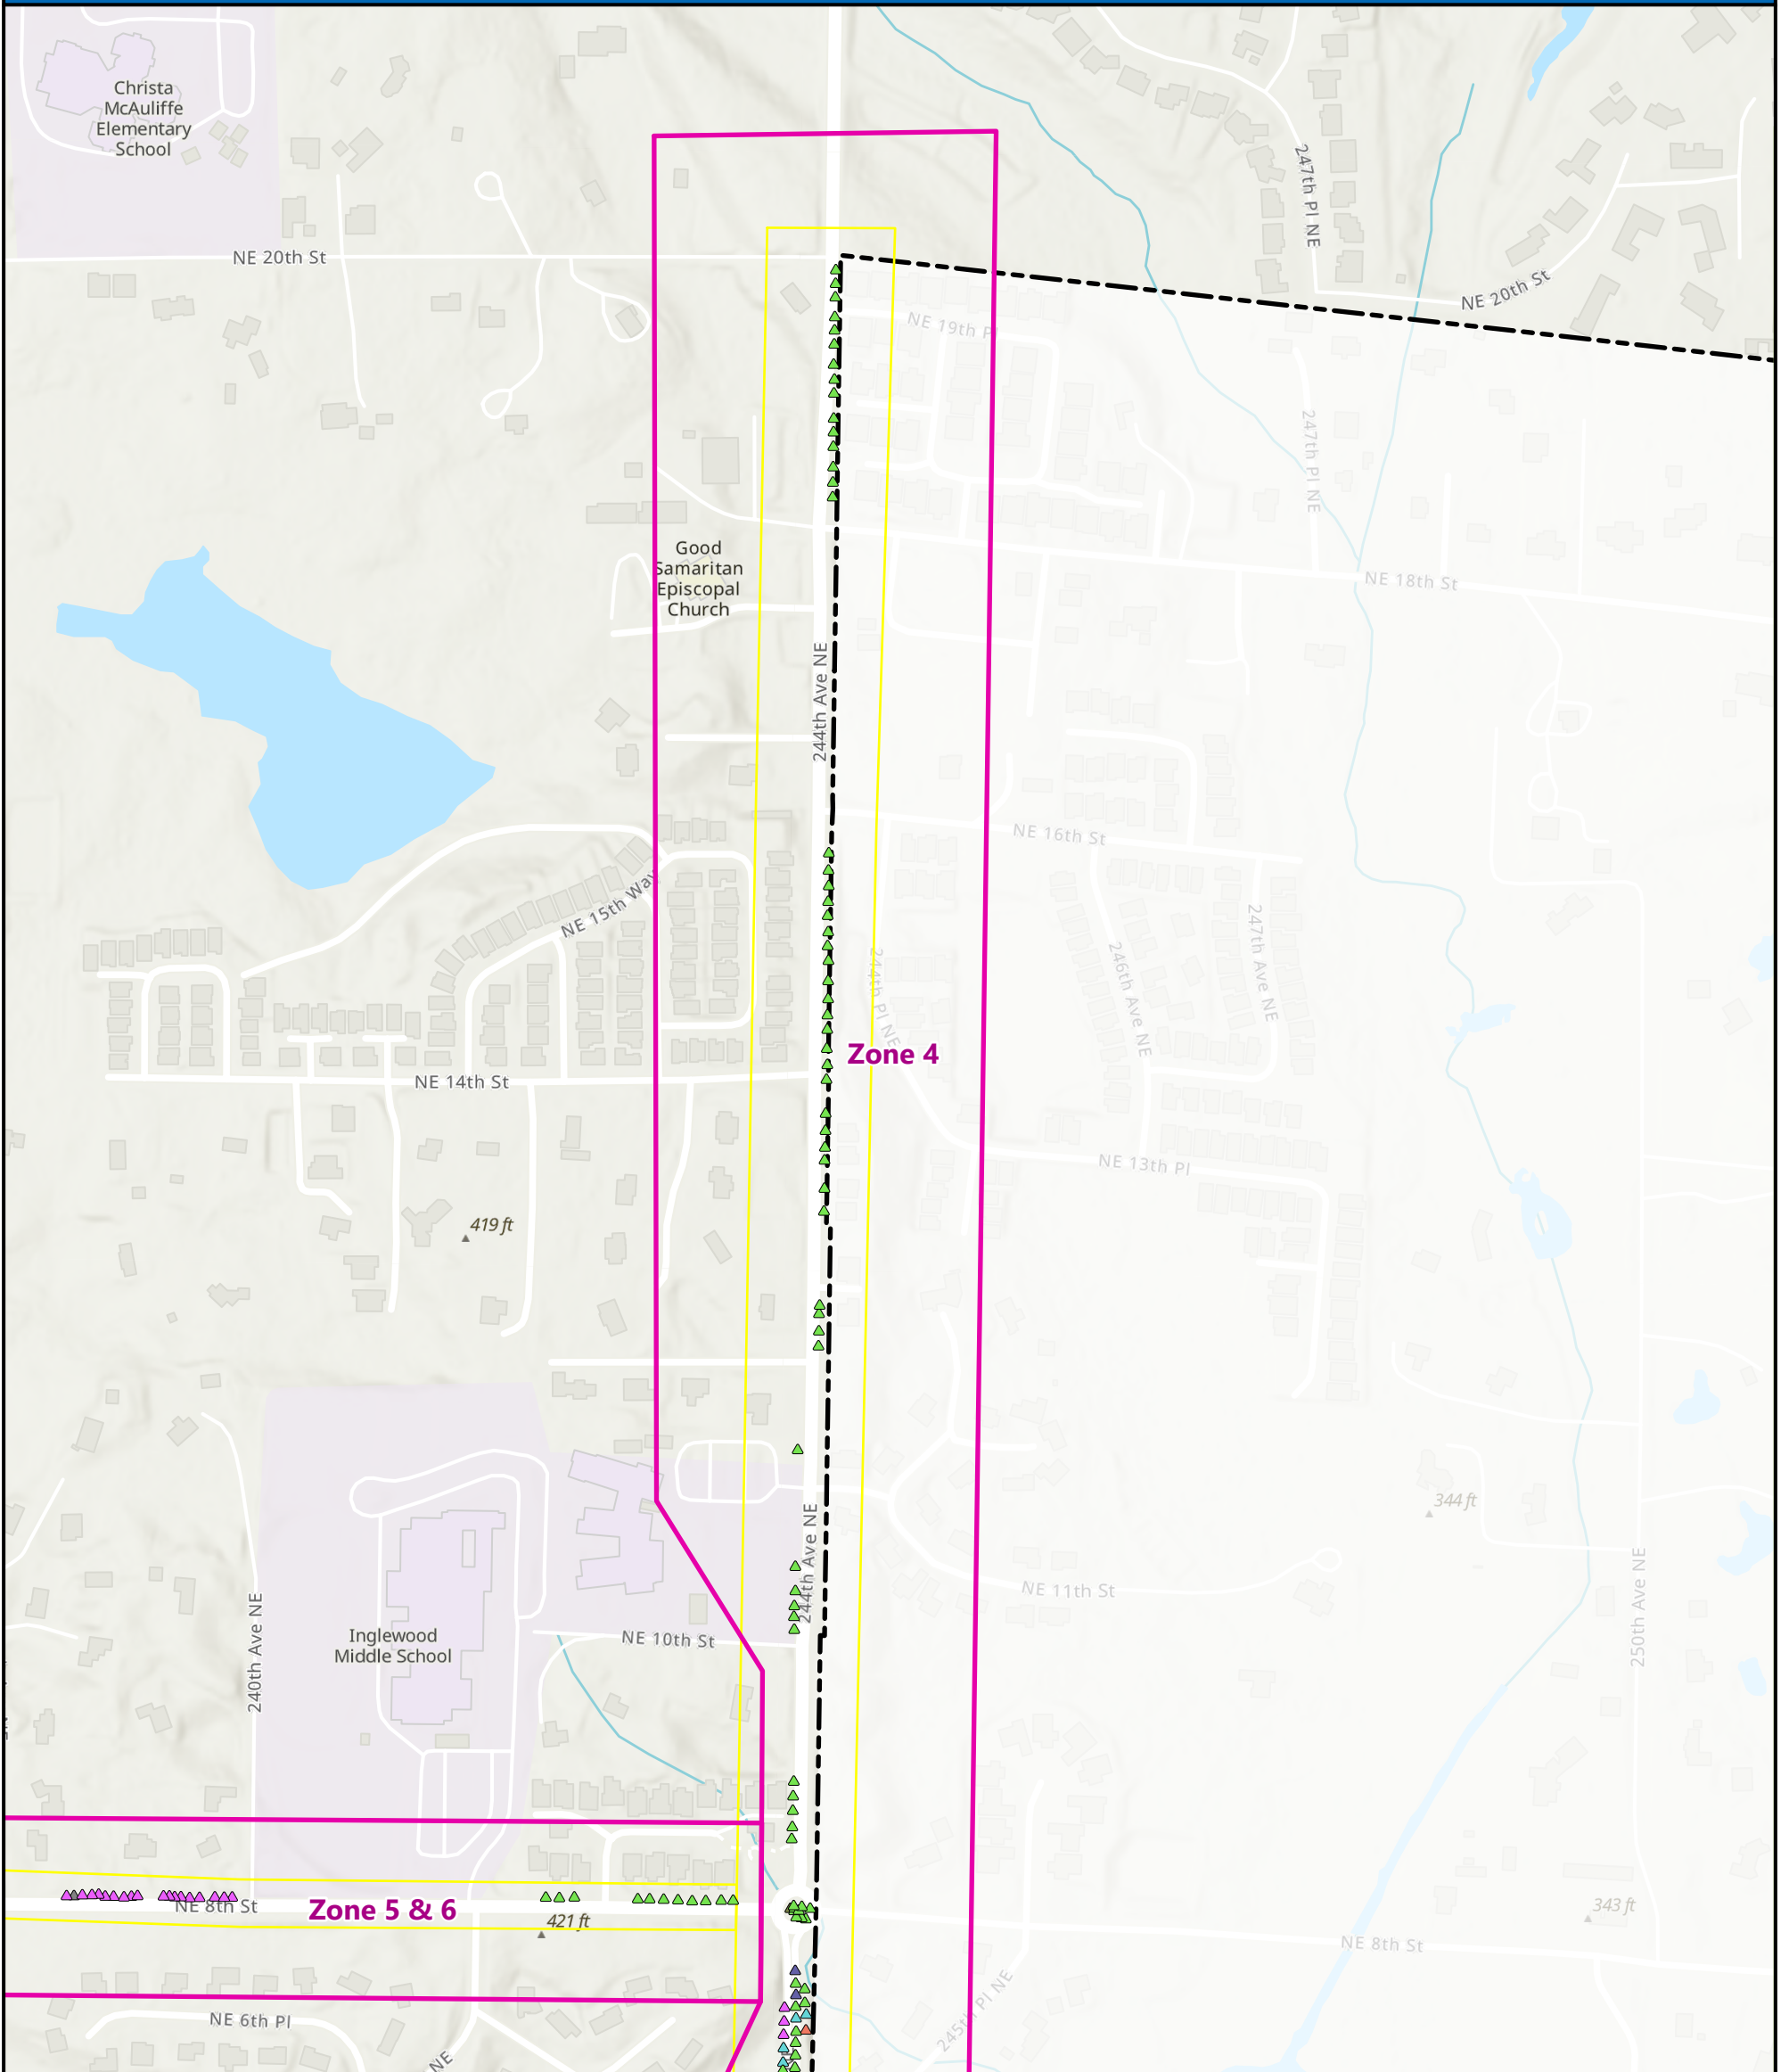 Christa
McAuliffe
Elementary
School
247th Pl NE
NE 20th St
NE 20th St
NE 19th Pl
247th Pl NE
Good
Samaritan
Episcopal
Church
NE 18th St
244th Ave NE
NE 16th St
NE 15th Way
244th Pl NE
246th Ave NE
247th Ave NE
Zone 4
NE 14th St
NE 13th Pl
419 ft
344 ft
244th Ave NE
NE 11th St
250th Ave NE
240th Ave NE
Inglewood
Middle School
NE 10th St
NE 8th St
Zone 5 & 6
421 ft
343 ft
NE 8th St
245th Pl NE
NE 6th Pl
NE